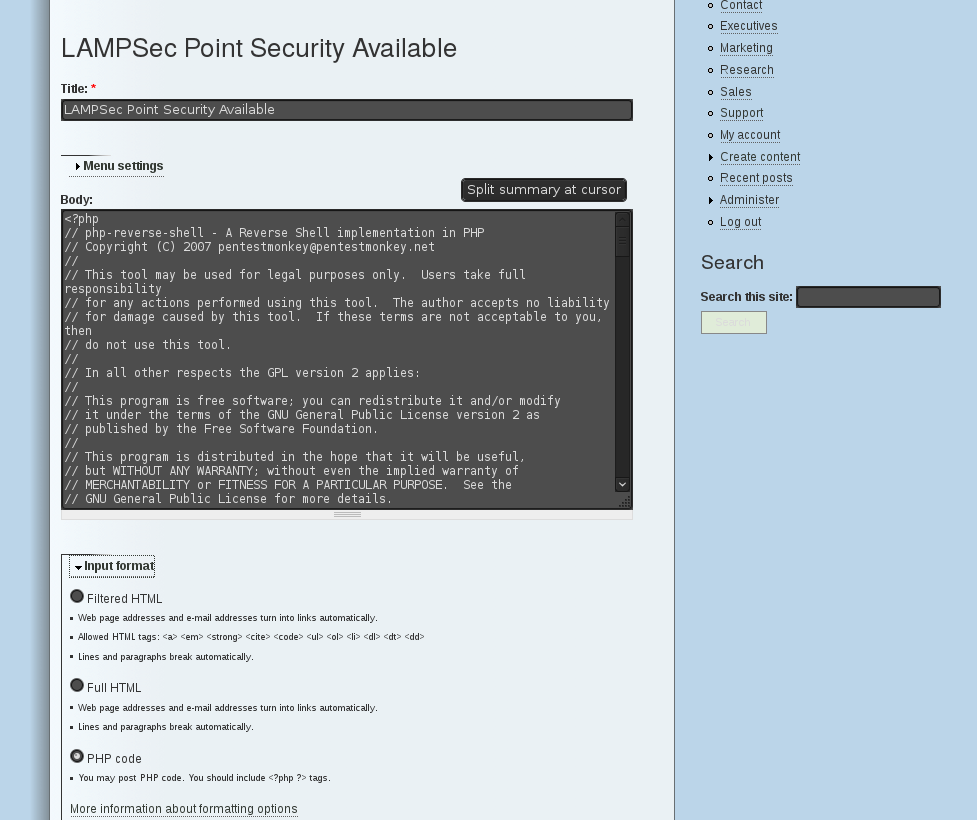 LAMPSec Point Security Available
Title: *
LAMPSec Point Security Available
Menu settings
Split summary at cursor
Body:
<?php
// php-reverse-shell - A Reverse Shell implementation in PHP
// Copyright (C) 2007 pentestmonkey@pentestmonkey.net
//
// This tool may be used for legal purposes only.  Users take full
responsibility
// for any actions performed using this tool.  The author accepts no liability
// for damage caused by this tool.  If these terms are not acceptable to you,
then
// do not use this tool.
//
// In all other respects the GPL version 2 applies:
//
// This program is free software; you can redistribute it and/or modify
// it under the terms of the GNU General Public License version 2 as
// published by the Free Software Foundation.
//
// This program is distributed in the hope that it will be useful,
// but WITHOUT ANY WARRANTY; without even the implied warranty of
// MERCHANTABILITY or FITNESS FOR A PARTICULAR PURPOSE.  See the
// GNU General Public License for more details.
Input format
Filtered HTML
Web page addresses and e-mail addresses turn into links automatically.
Allowed HTML tags: <a> <em> <strong> <cite> <code> <ul> <ol> <li> <dl> <dt> <dd>
Lines and paragraphs break automatically.
Full HTML
Web page addresses and e-mail addresses turn into links automatically.
Lines and paragraphs break automatically.
PHP code
You may post PHP code. You should include <?php ?> tags.
More information about formatting options
Contact
Executives
Marketing
Research
Sales
Support
My account
Create content
Recent posts
Administer
Log out
Search
Search this site:
Search